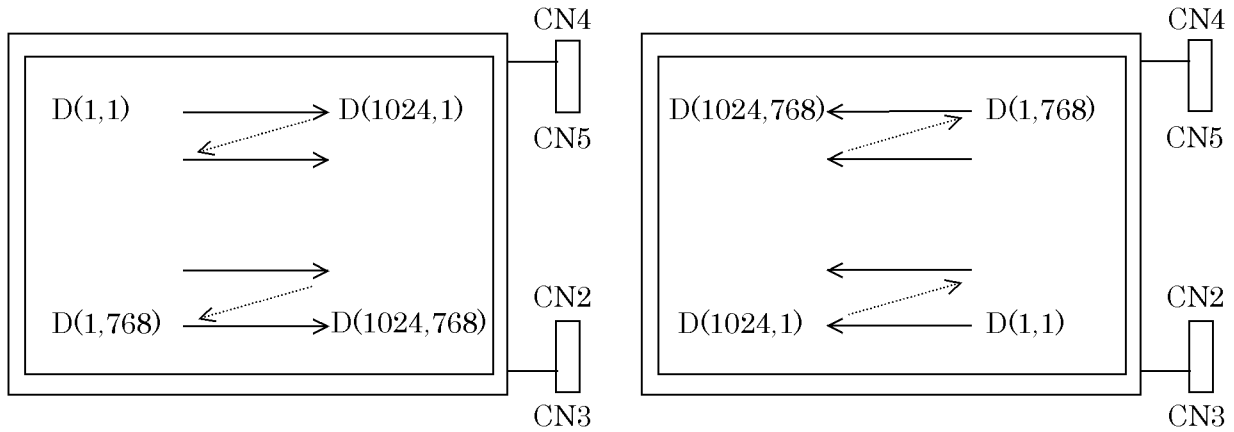 CN4
D(1,1) D(1024,1)
CN5
CN2
D(1,768) D(1024,768)
CN3
CN4
D(1024,768) D(1,768)
CN5
CN2
D(1024,1) D(1,1)
CN3